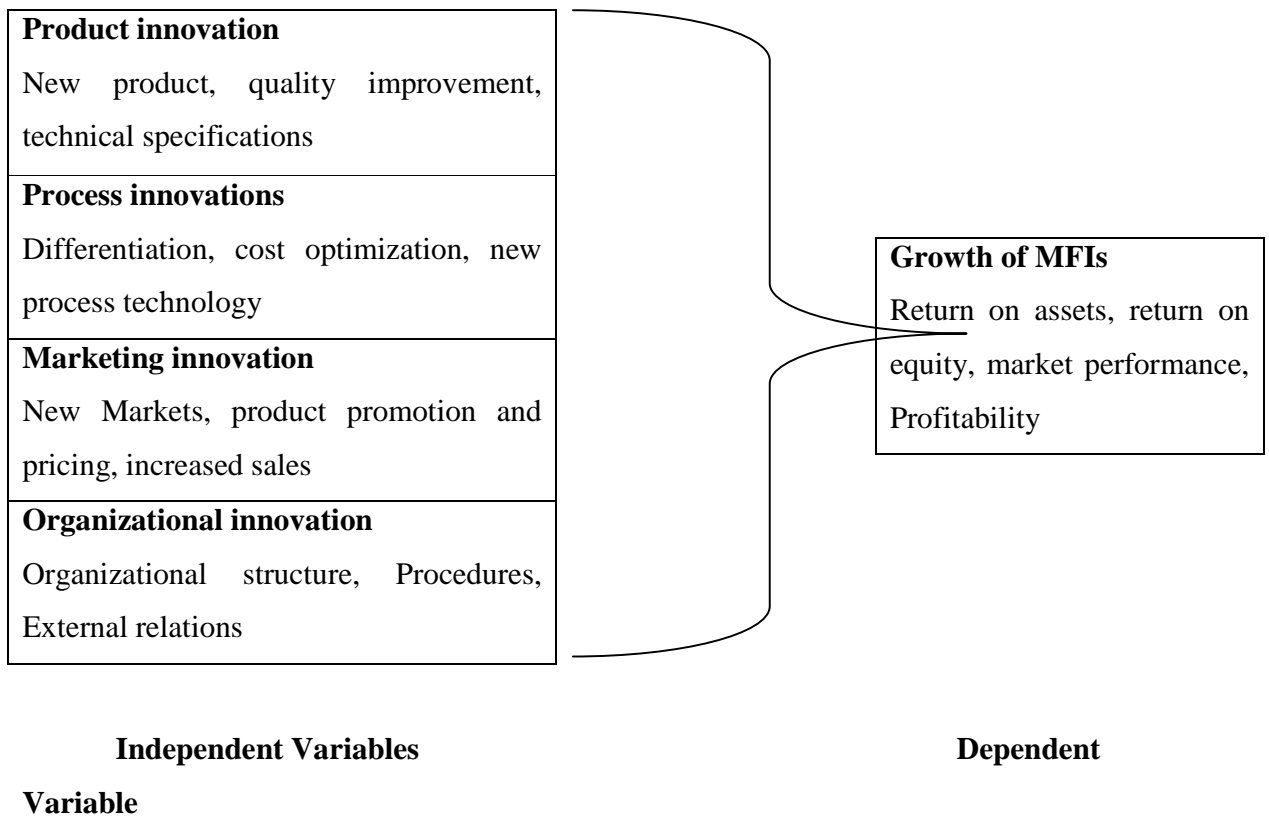 Product innovation
New product, quality improvement,
technical specifications
Process innovations
Differentiation, cost optimization, new
process technology
Marketing innovation
New Markets, product promotion and
pricing, increased sales
Organizational innovation
Organizational structure, Procedures,
External relations
Growth of MFIs
Return on assets, return on
equity, market performance,
Profitability
Independent Variables Dependent
Variable